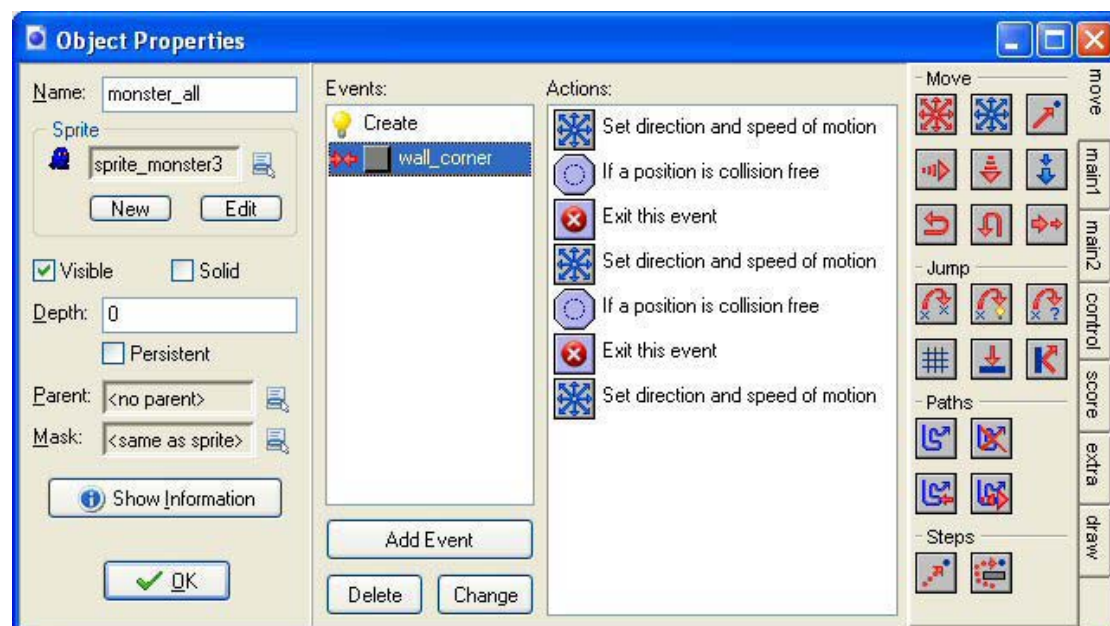 Object Properties
Name: monster_all
Sprite
sprite_monster3
New Edit
Visible Solid
Depth: 0
Persistent
Parent: <no parent>
Mask: <same as sprite>
Show Information
OK
Events:
Create
wall_corner
Add Event
Delete Change
Actions:
Set direction and speed of motion
If a position is collision free
Exit this event
Set direction and speed of motion
If a position is collision free
Exit this event
Set direction and speed of motion
Move
Jump
Paths
Steps
move
main1
main2
control
score
extra
draw